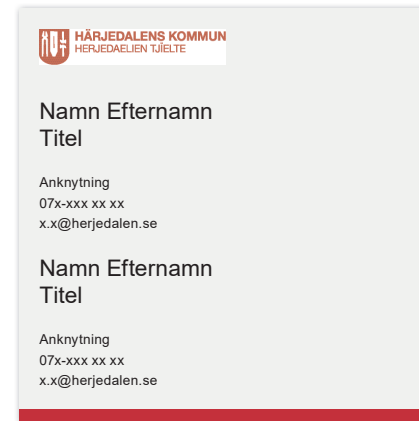 HÄRJEDALENS KOMMUN
HERJEDAELIEN TJÏELTE
Namn Efternamn
Titel
Anknytning
07x-xxx xx xx
x.x@herjedalen.se
Namn Efternamn
Titel
Anknytning
07x-xxx xx xx
x.x@herjedalen.se